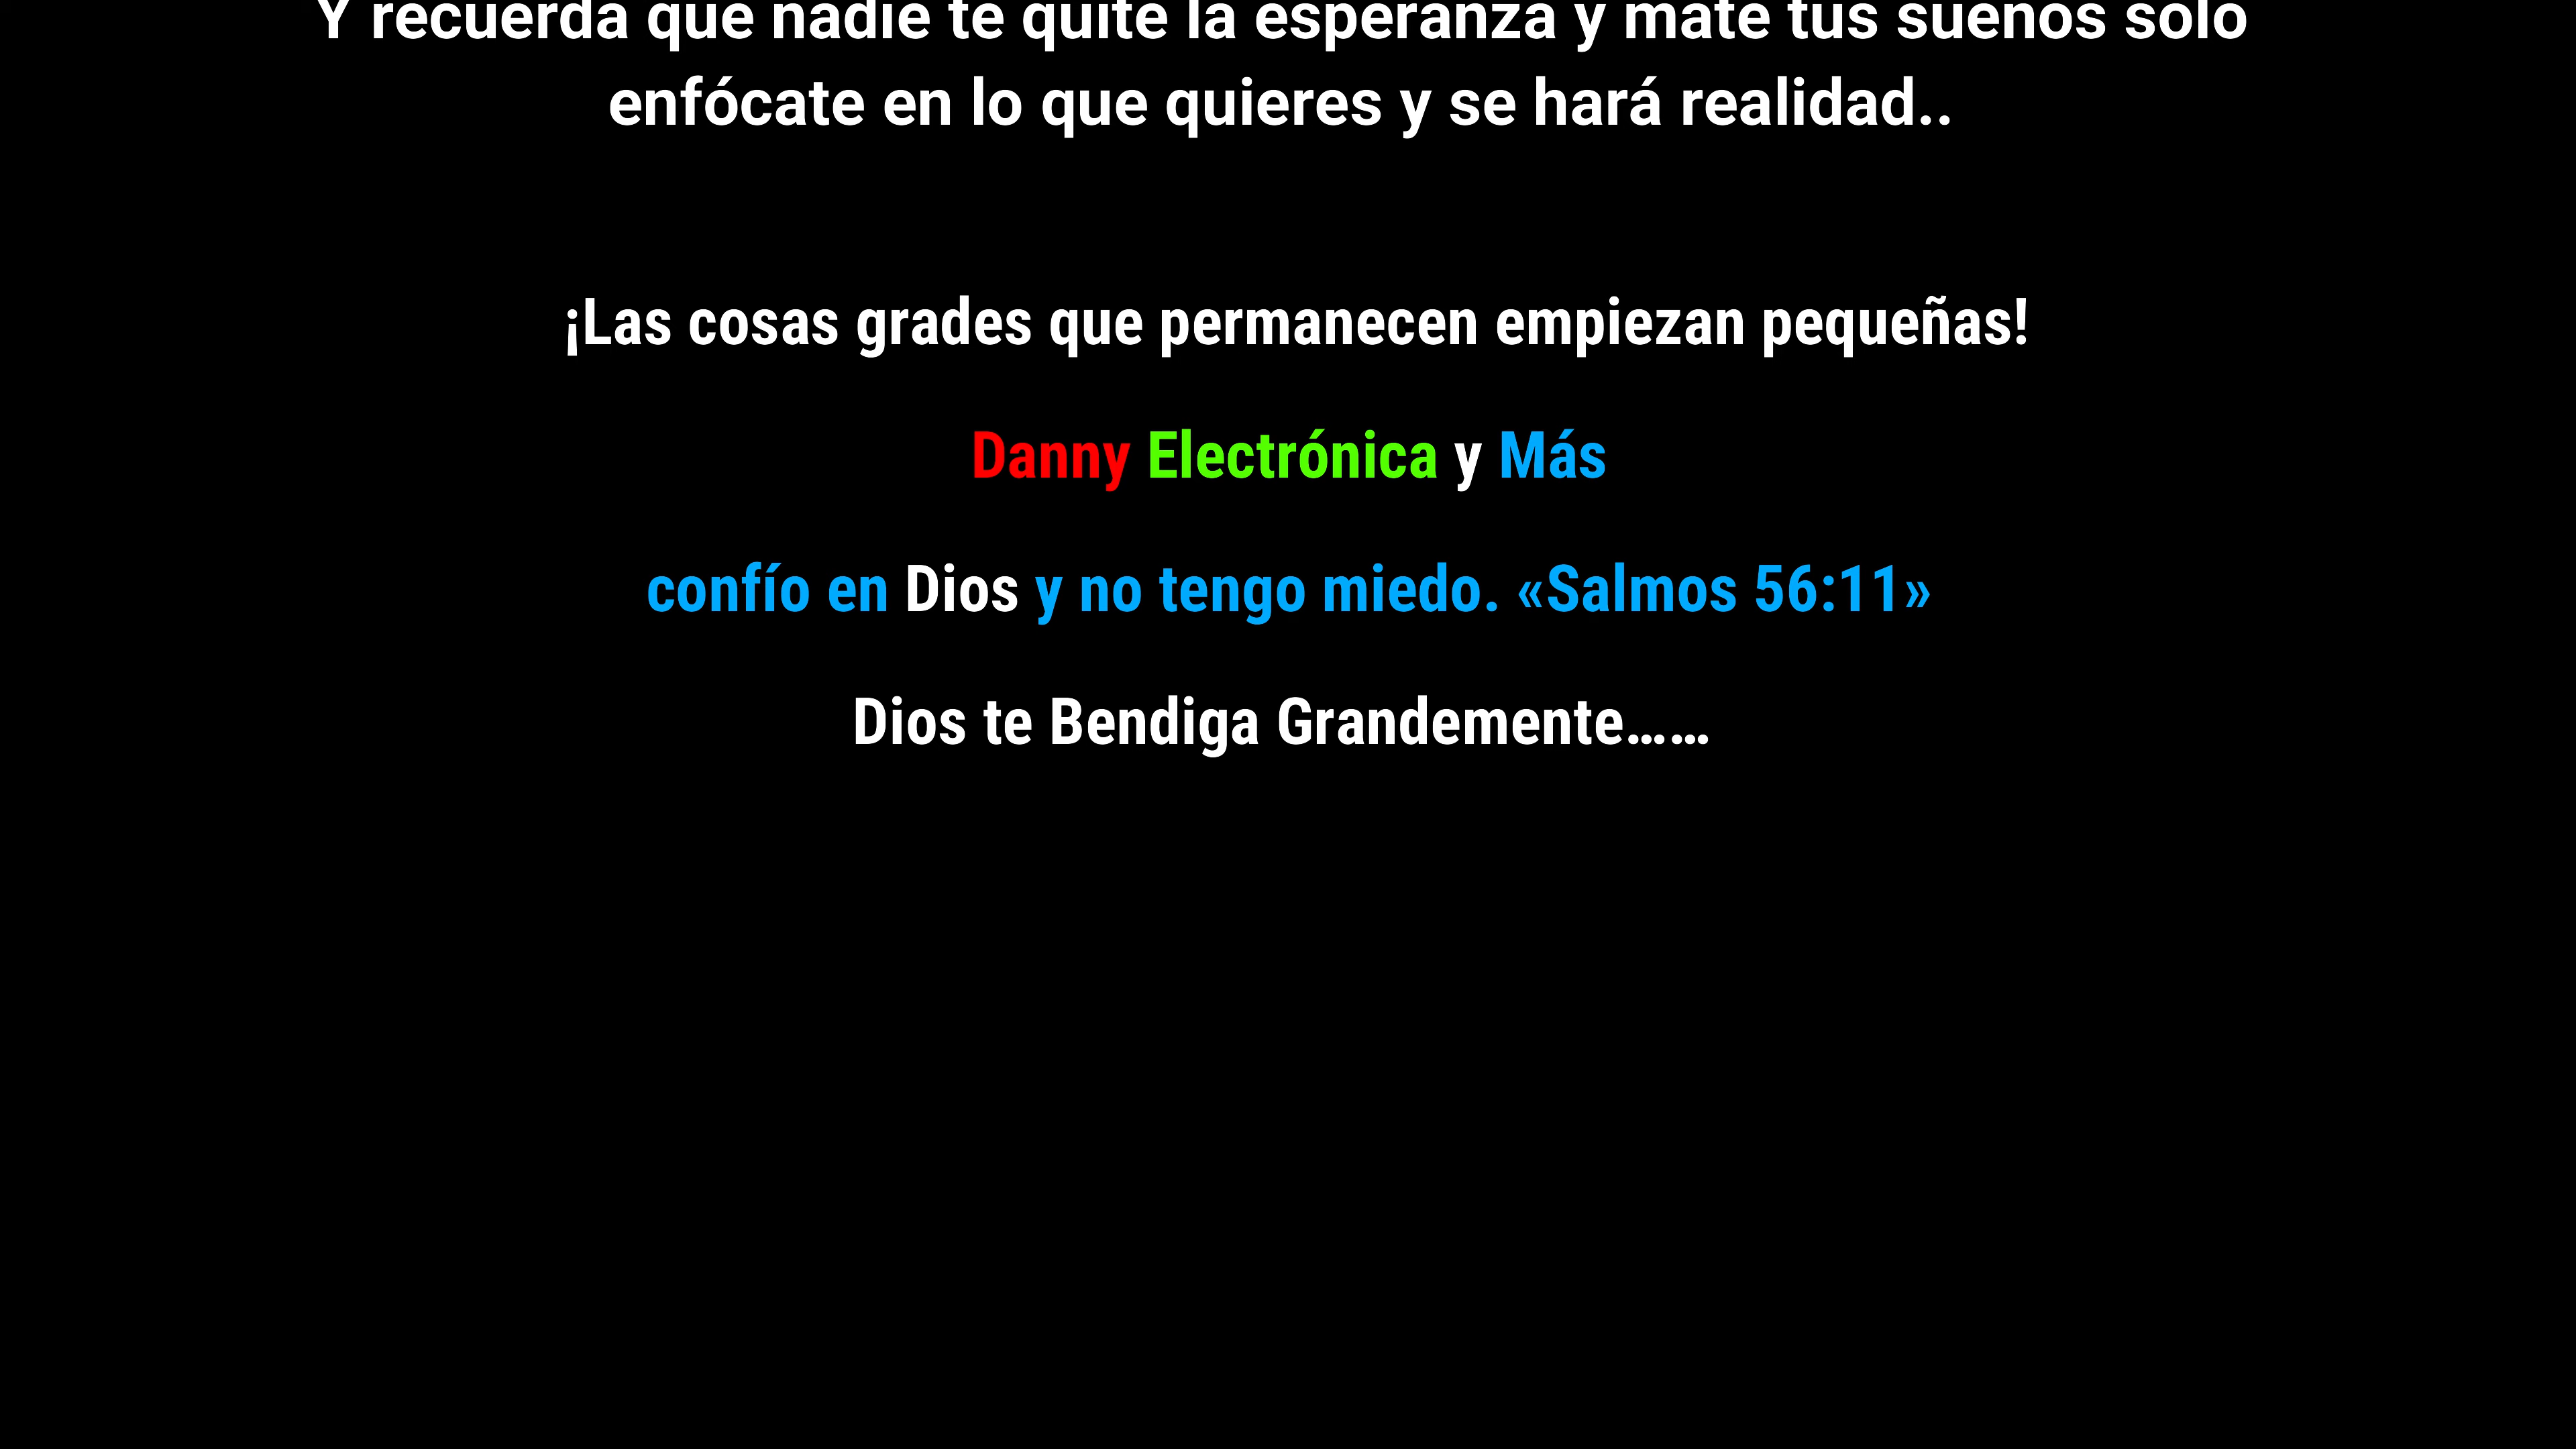 Y recuerda que nadie te quite la esperanza y mate tus sueños solo
enfócate en lo que quieres y se hará realidad..
¡Las cosas grades que permanecen empiezan pequeñas!
Danny Electrónica y Más
confío en Dios y no tengo miedo. «Salmos 56:11»
Dios te Bendiga Grandemente……